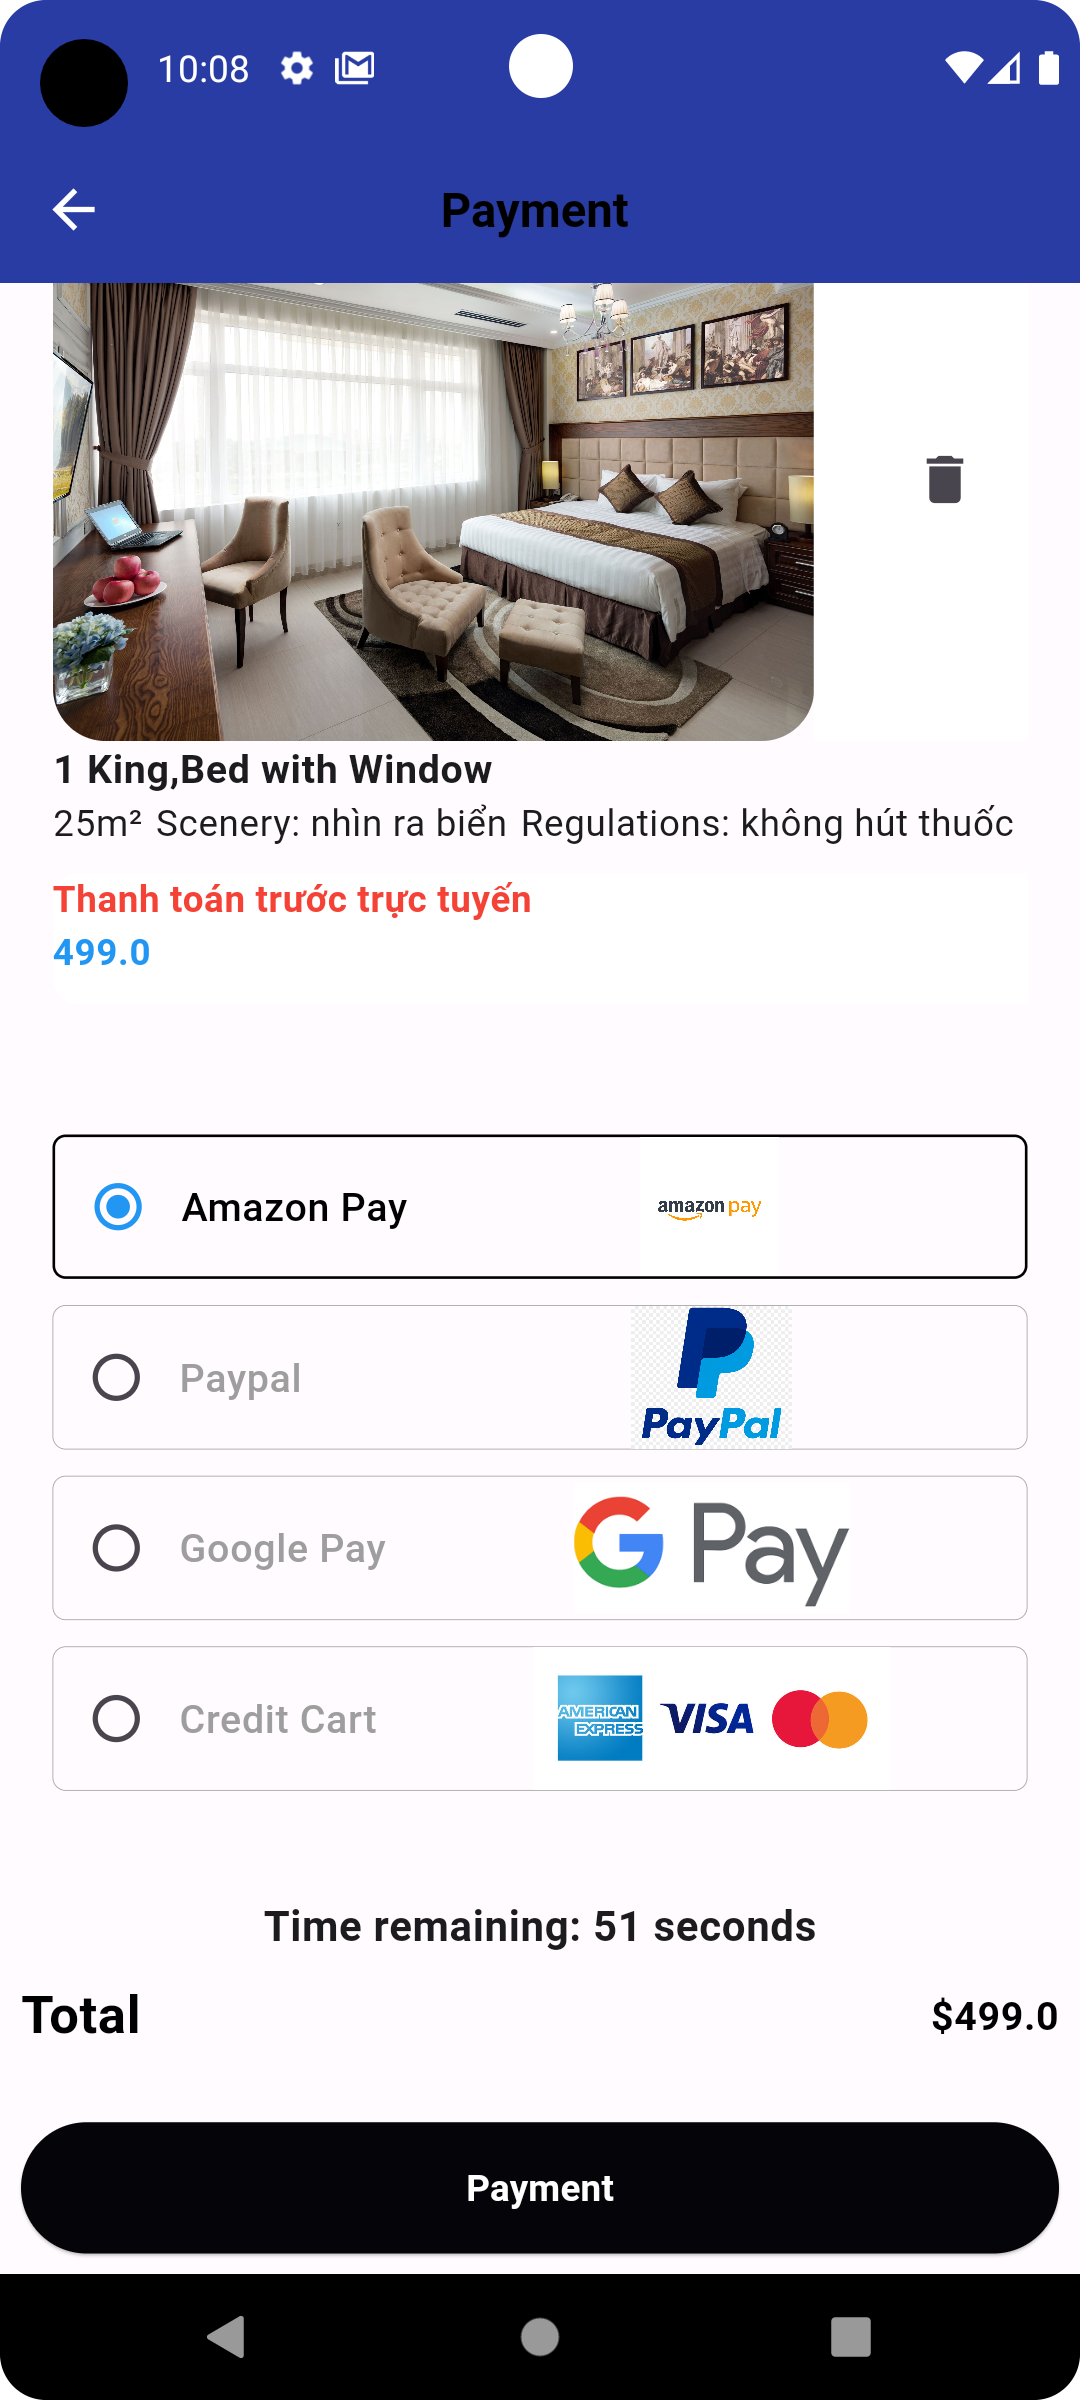 10:08
Payment
1 King,Bed with Window
25m² Scenery: nhìn ra biển Regulations: không hút thuốc
Thanh toán trước trực tuyến
499.0
Amazon Pay amazon pay
Paypal PayPal
Google Pay G Pay
Credit Cart AMERICAN EXPRESS VISA
Time remaining: 51 seconds
Total $499.0
Payment